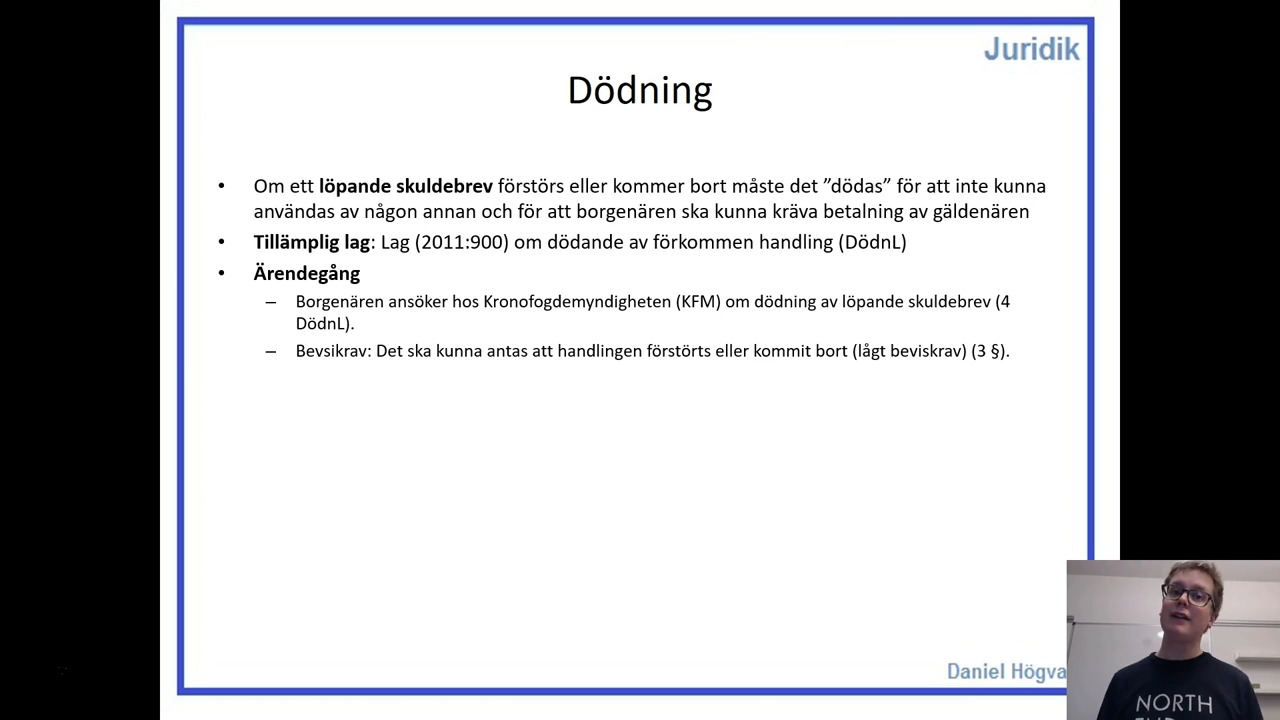 Juridik
Dödning
• Om ett löpande skuldebrev förstörs eller kommer bort måste det ”dödas” för att inte kunna
användas av någon annan och för att borgenären ska kunna kräva betalning av gäldenären
• Tillämplig lag: Lag (2011:900) om dödande av förkommen handling (DödnL)
• Ärendegång
– Borgenären ansöker hos Kronofogdemyndigheten (KFM) om dödning av löpande skuldebrev (4
DödnL).
– Bevsikrav: Det ska kunna antas att handlingen förstörts eller kommit bort (lågt beviskrav) (3 §).
Daniel Högva
NORTH